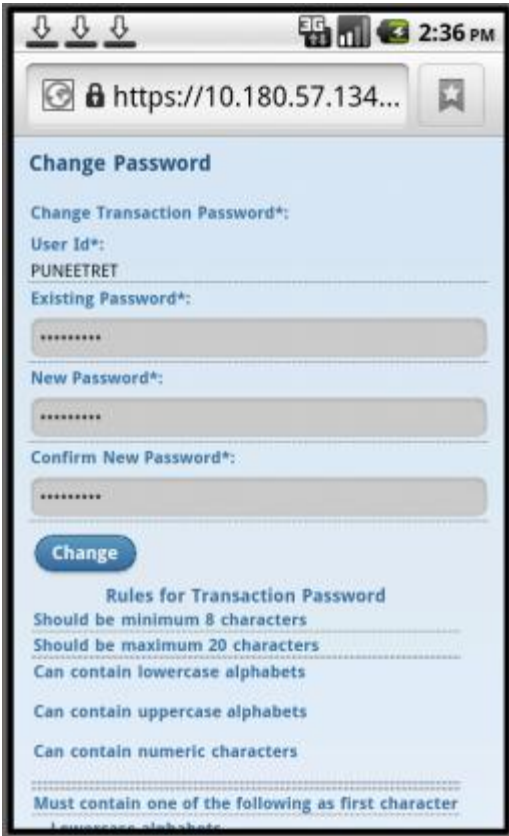 3G
2:36 PM
https://10.180.57.134...
Change Password
Change Transaction Password*:
User Id*:
PUNEETRET
Existing Password*:
•••••••••
New Password*:
•••••••••
Confirm New Password*:
•••••••••
Change
Rules for Transaction Password
Should be minimum 8 characters
Should be maximum 20 characters
Can contain lowercase alphabets
Can contain uppercase alphabets
Can contain numeric characters
Must contain one of the following as first character
Lowercase alphabets